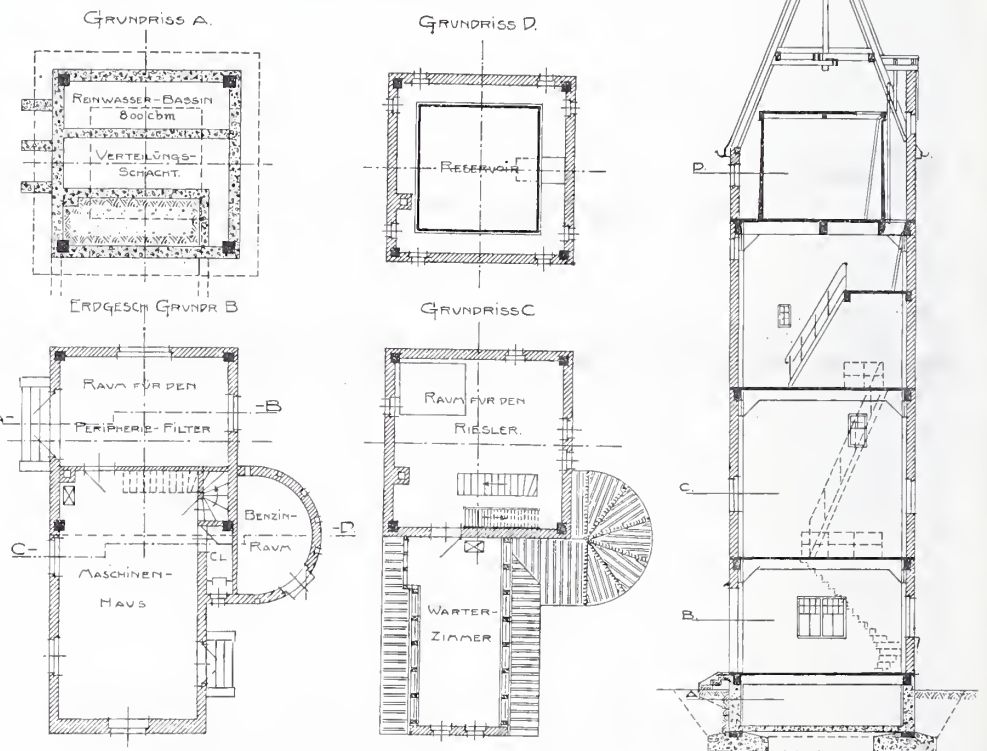 GRUNDRISS A.
REINWASSER-BASSIN
800 cbm
VERTEILUNGS-
SCHACHT.
GRUNDRISS D.
RESERVOIR
ERDGESCH GRUNDR B
RAUM FÜR DEN
PERIPHERIE-FILTER
A-
-B
BENZIN-
RAUM
C-
-D
CL
MASCHINEN-
HAUS
GRUNDRISS C
RAUM FÜR DEN
RIESLER.
WARTER-
ZIMMER
D.
C.
B.
A